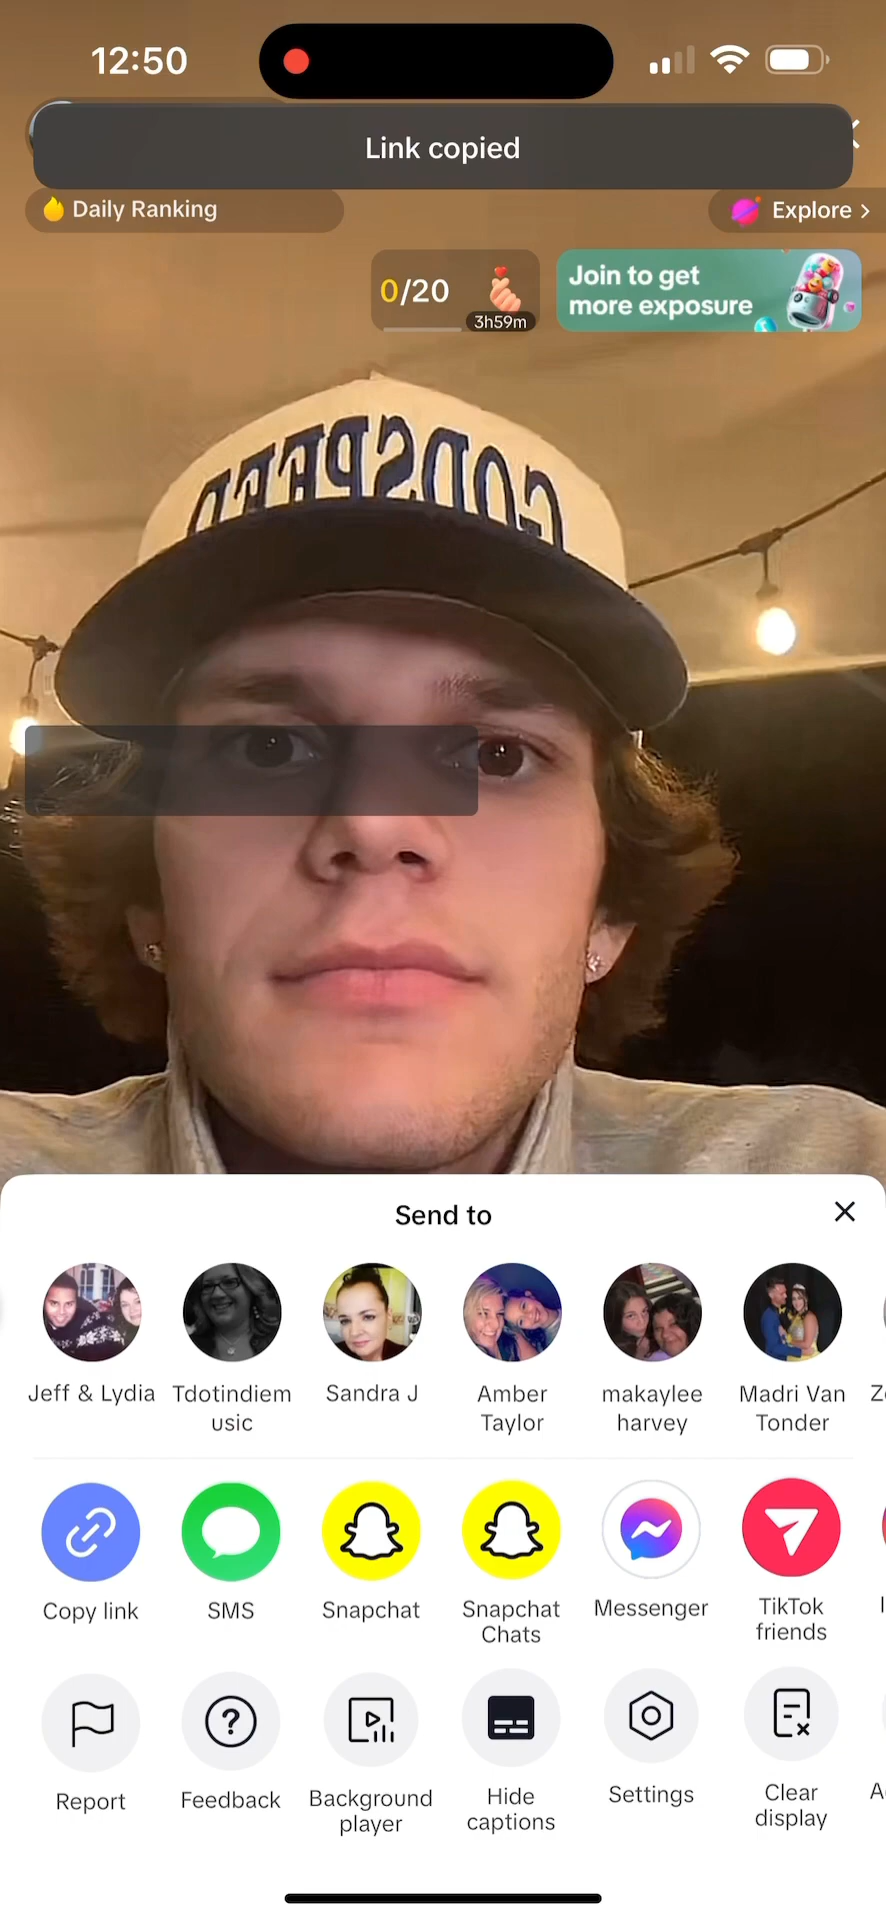 12:50
Link copied
Daily Ranking
Explore >
0/20
3h59m
Join to get
more exposure
GODSPEED
Send to
Jeff & Lydia
Tdotindiem
usic
Sandra J
Amber
Taylor
makaylee
harvey
Madri Van
Tonder
Copy link
SMS
Snapchat
Snapchat
Chats
Messenger
TikTok
friends
Report
Feedback
Background
player
Hide
captions
Settings
Clear
display